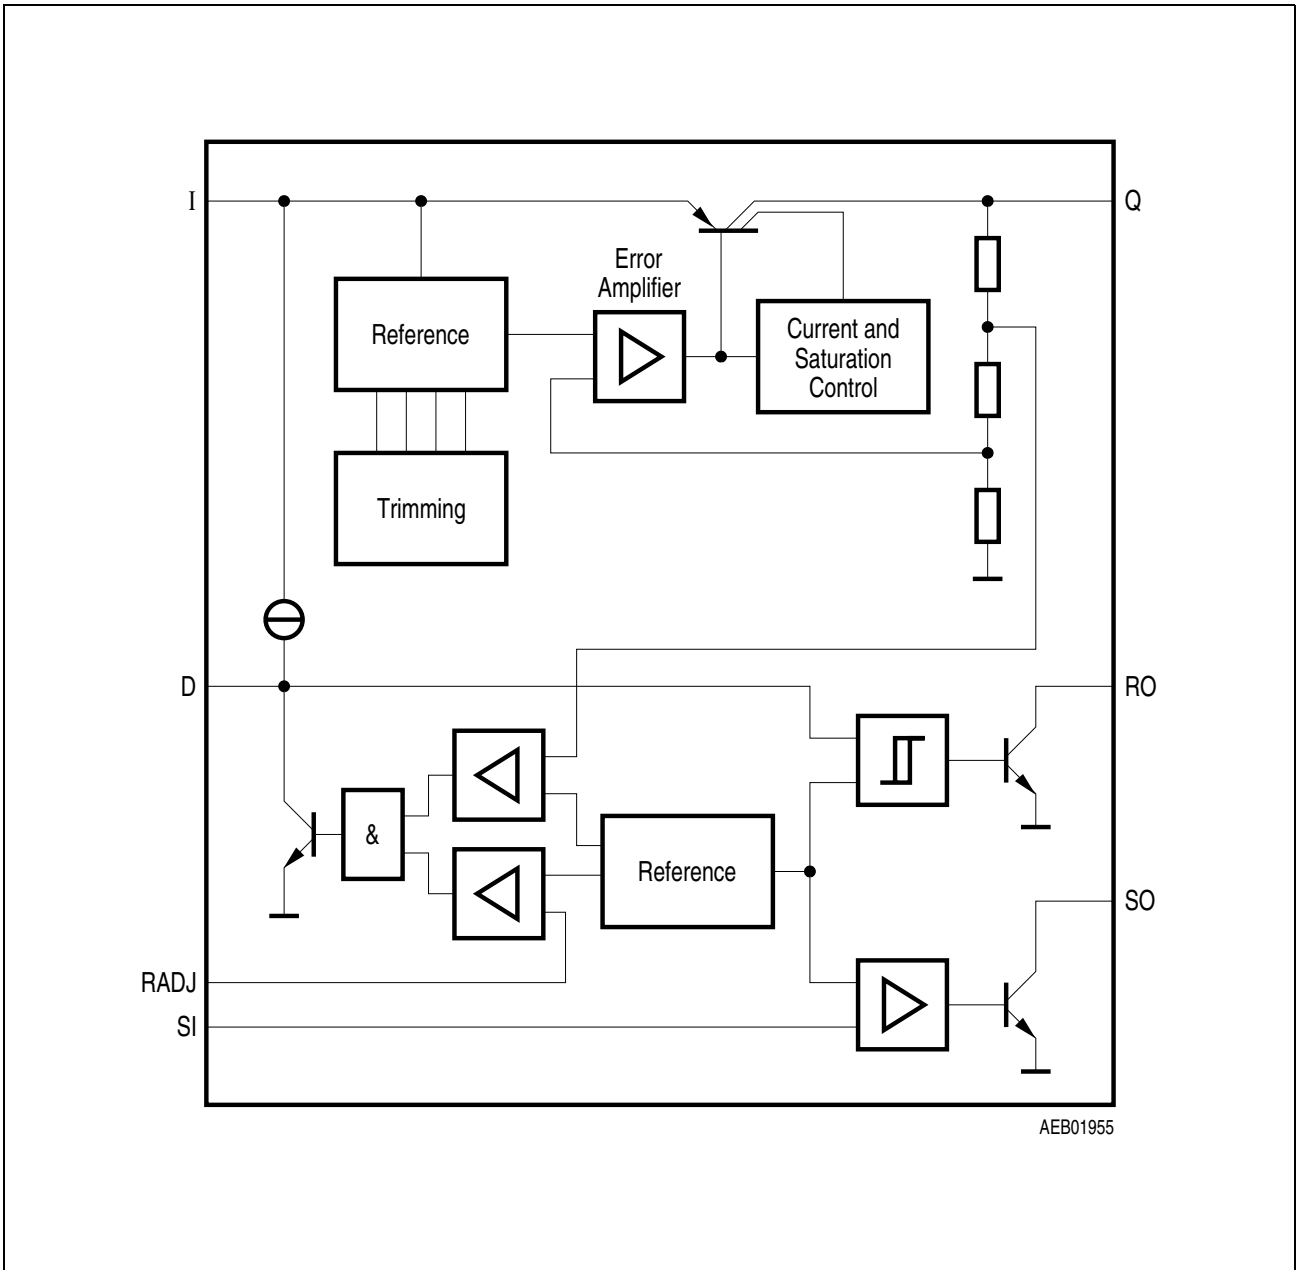 I
Q
Error
Amplifier
Reference
Current and
Saturation
Control
Trimming
D
RO
&
Reference
SO
RADJ
SI
AEB01955